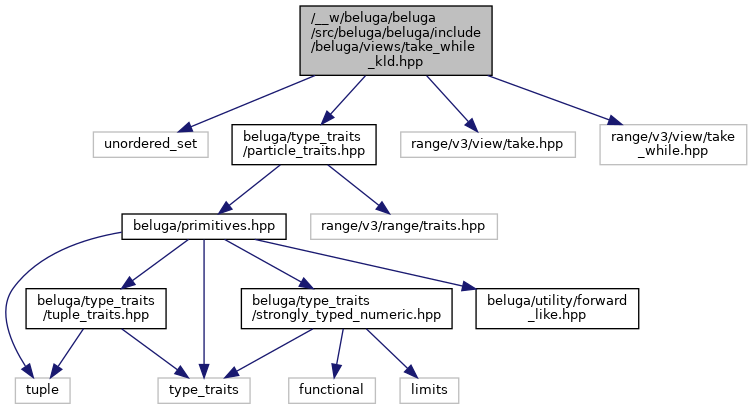 /__w/beluga/beluga
/src/beluga/beluga/include
/beluga/views/take_while
_kld.hpp
unordered_set
beluga/type_traits
/particle_traits.hpp
range/v3/view/take.hpp
range/v3/view/take
_while.hpp
beluga/primitives.hpp
range/v3/range/traits.hpp
beluga/type_traits
/tuple_traits.hpp
beluga/type_traits
/strongly_typed_numeric.hpp
beluga/utility/forward
_like.hpp
tuple
type_traits
functional
limits